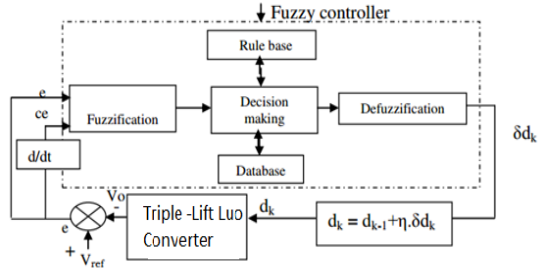 Fuzzy controller
Rule base
e
ce
Fuzzification
Decision
making
Defuzzification
δdₖ
d/dt
Database
Vo
-
Triple -Lift Luo
Converter
dₖ
dₖ = dₖ₋₁+η.δdₖ
e
+
Vref